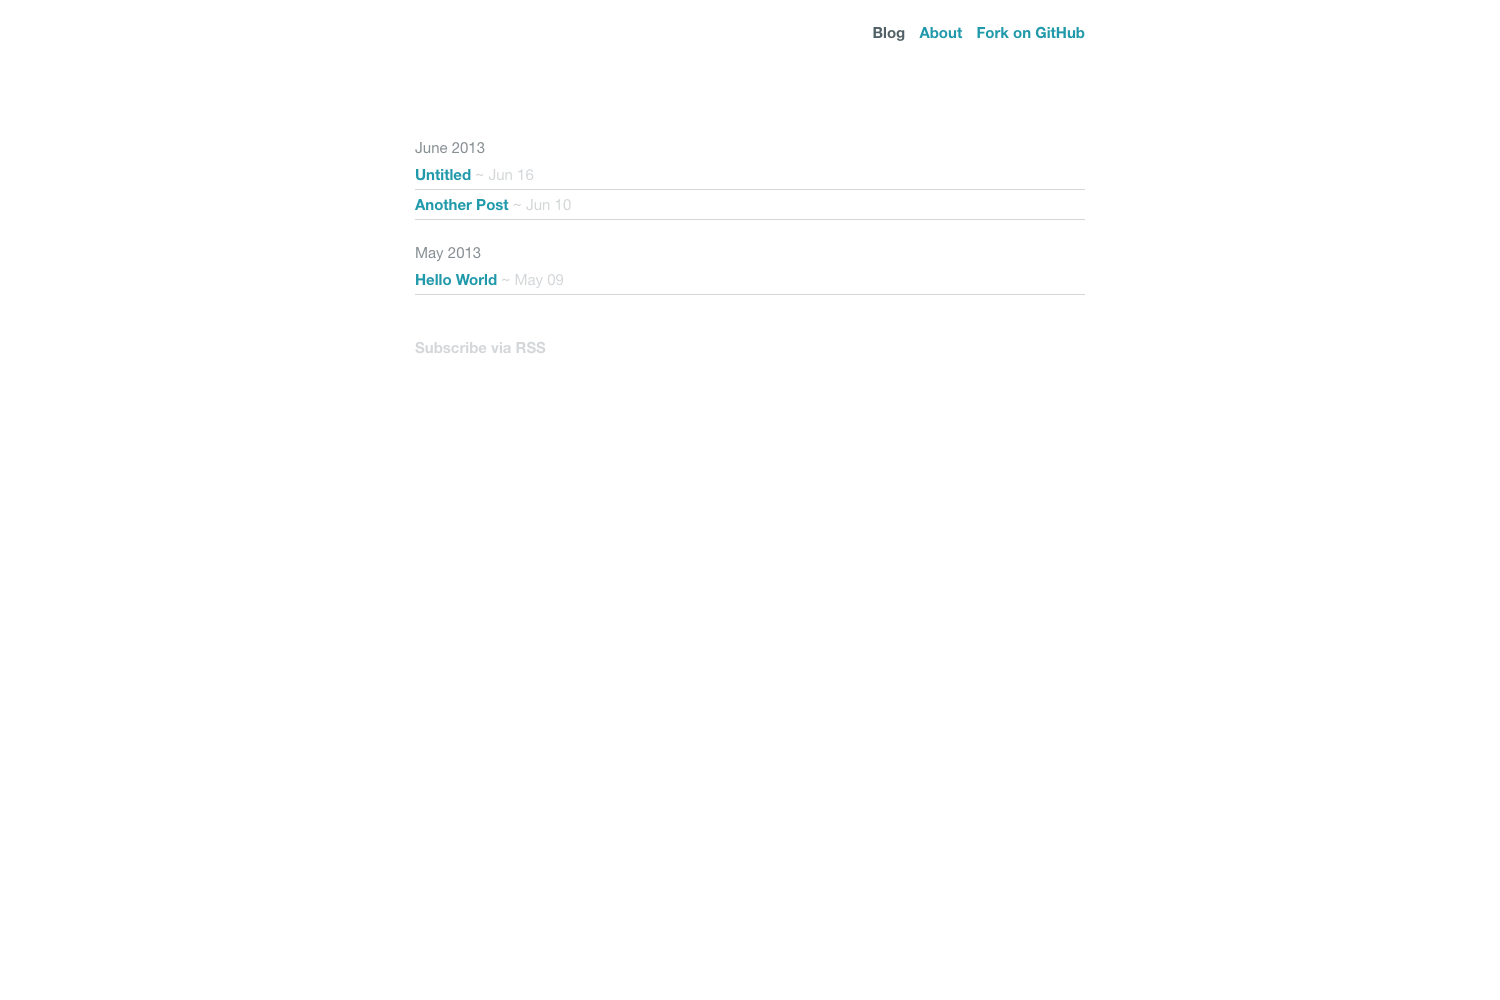 Blog About Fork on GitHub
June 2013
Untitled ~ Jun 16
Another Post ~ Jun 10
May 2013
Hello World ~ May 09
Subscribe via RSS